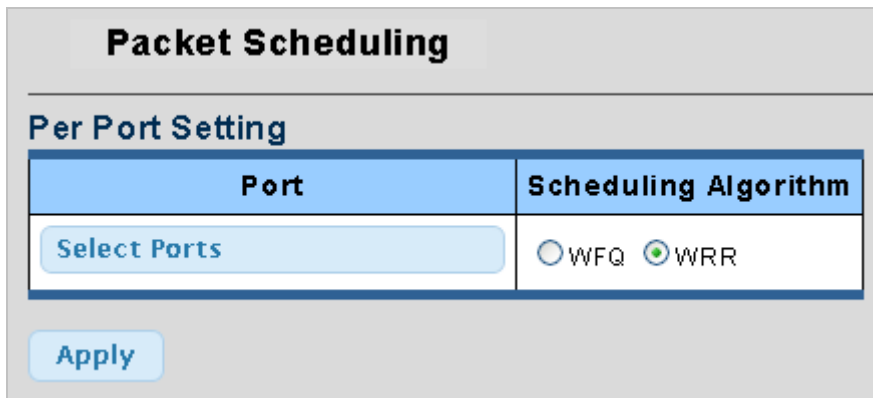 Packet Scheduling
Per Port Setting
Port Scheduling Algorithm
Select Ports WFQ WRR
Apply